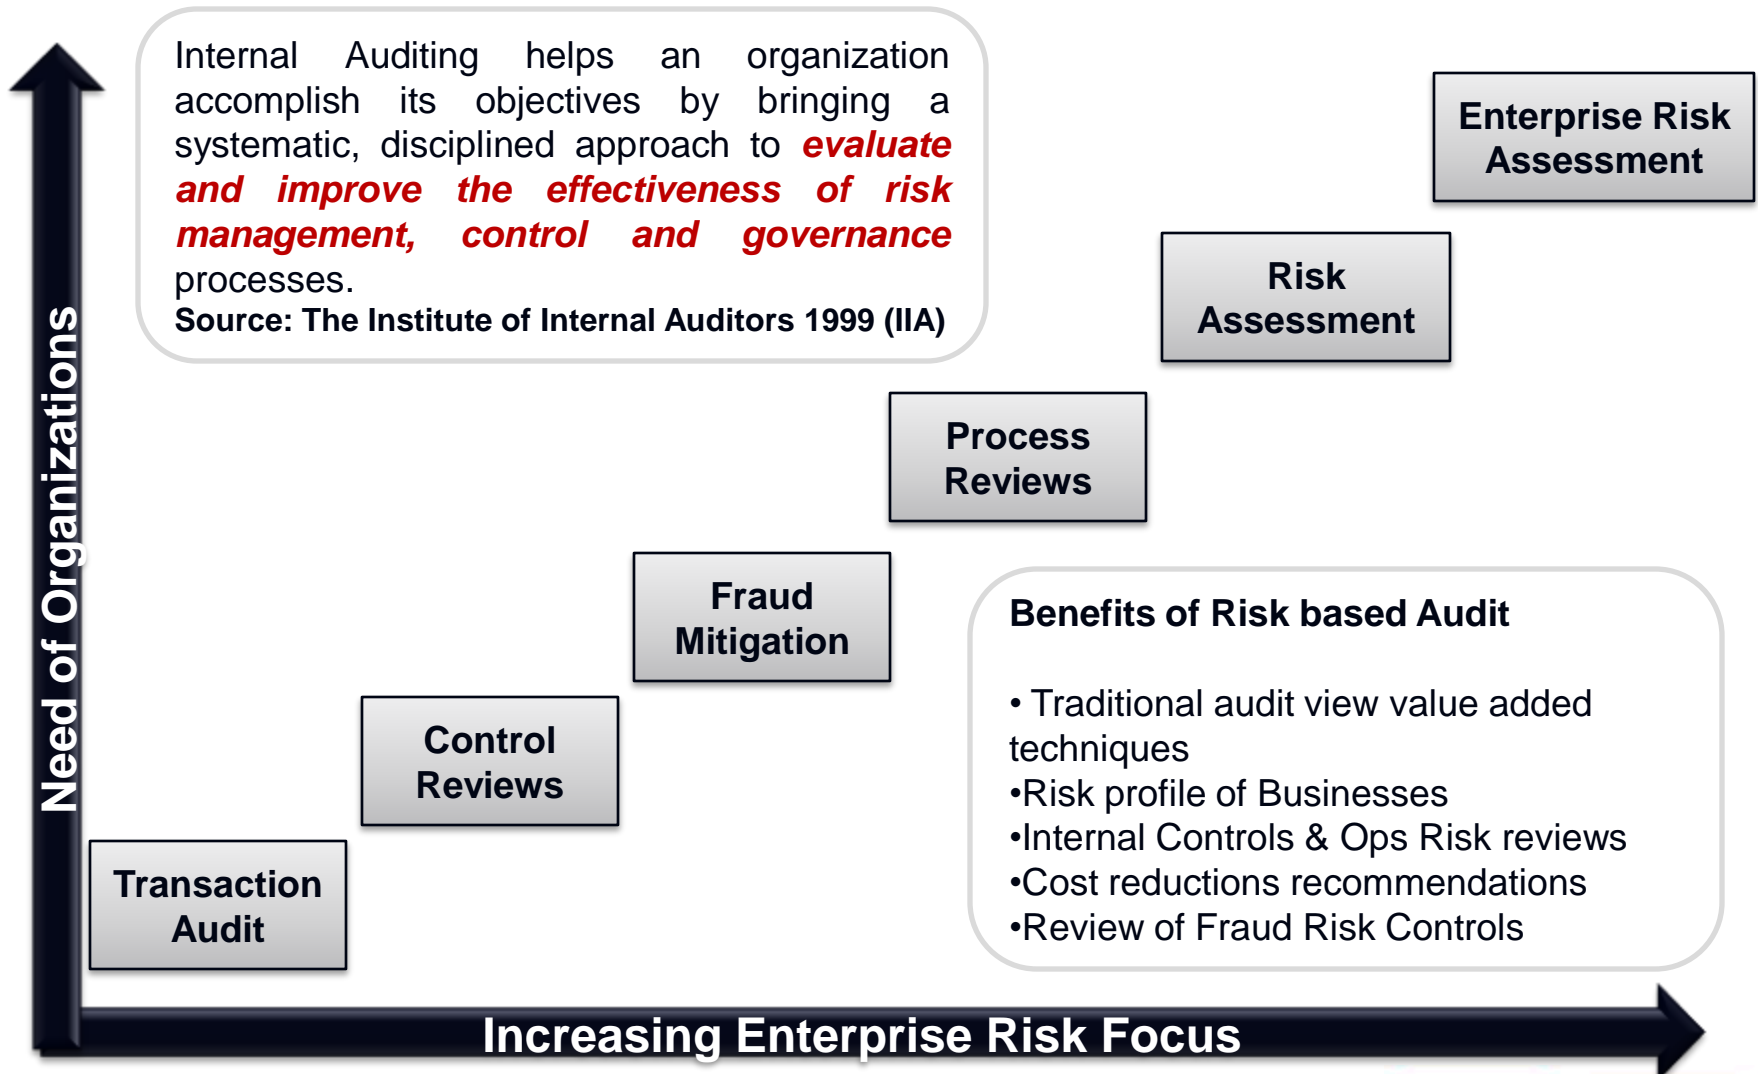 Internal Auditing helps an organization
accomplish its objectives by bringing a
systematic, disciplined approach to evaluate
and improve the effectiveness of risk
management, control and governance
processes.
Source: The Institute of Internal Auditors 1999 (IIA)
Enterprise Risk
Assessment
Risk
Assessment
Process
Reviews
Fraud
Mitigation
Control
Reviews
Transaction
Audit
Need of Organizations
Benefits of Risk based Audit
• Traditional audit view value added
techniques
•Risk profile of Businesses
•Internal Controls & Ops Risk reviews
•Cost reductions recommendations
•Review of Fraud Risk Controls
Increasing Enterprise Risk Focus